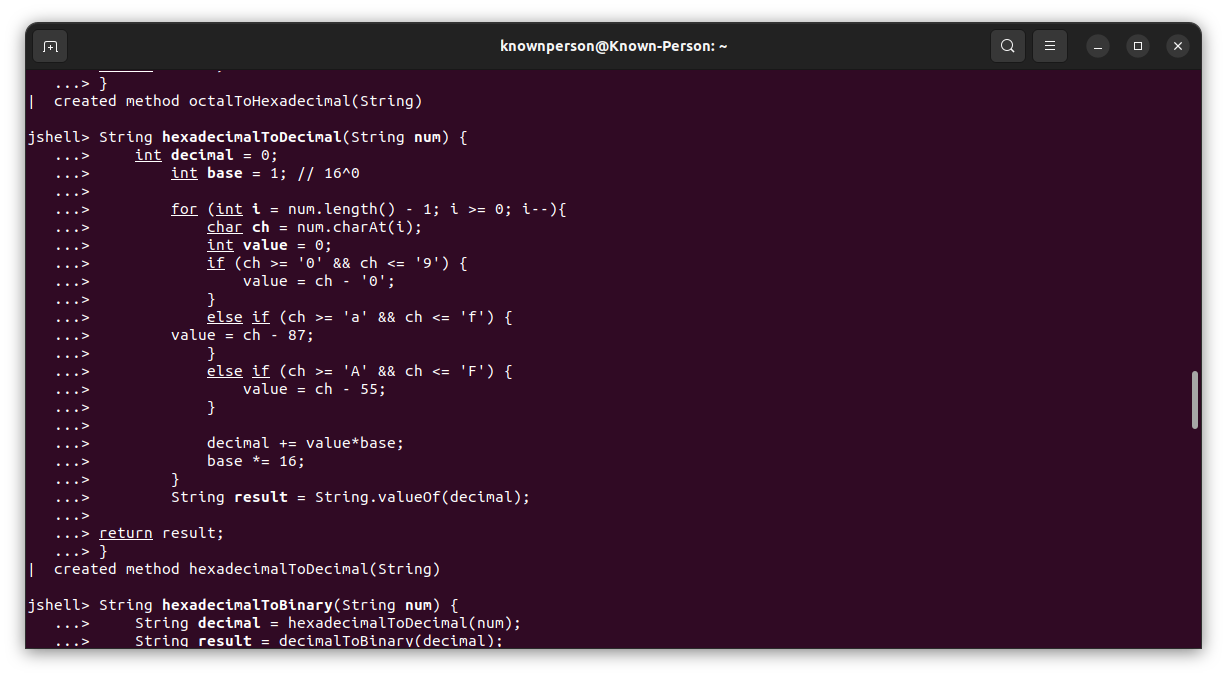 knownperson@Known-Person: ~
...> }
|  created method octalToHexadecimal(String)
jshell> String hexadecimalToDecimal(String num) {
   ...>     int decimal = 0;
   ...>         int base = 1; // 16^0
   ...>
   ...>         for (int i = num.length() - 1; i >= 0; i--){
   ...>             char ch = num.charAt(i);
   ...>             int value = 0;
   ...>             if (ch >= '0' && ch <= '9') {
   ...>                 value = ch - '0';
   ...>             }
   ...>             else if (ch >= 'a' && ch <= 'f') {
   ...>         value = ch - 87;
   ...>             }
   ...>             else if (ch >= 'A' && ch <= 'F') {
   ...>                 value = ch - 55;
   ...>             }
   ...>
   ...>             decimal += value*base;
   ...>             base *= 16;
   ...>         }
   ...>         String result = String.valueOf(decimal);
   ...>
   ...> return result;
   ...> }
|  created method hexadecimalToDecimal(String)
jshell> String hexadecimalToBinary(String num) {
   ...>     String decimal = hexadecimalToDecimal(num);
   ...>     String result = decimalToBinary(decimal);